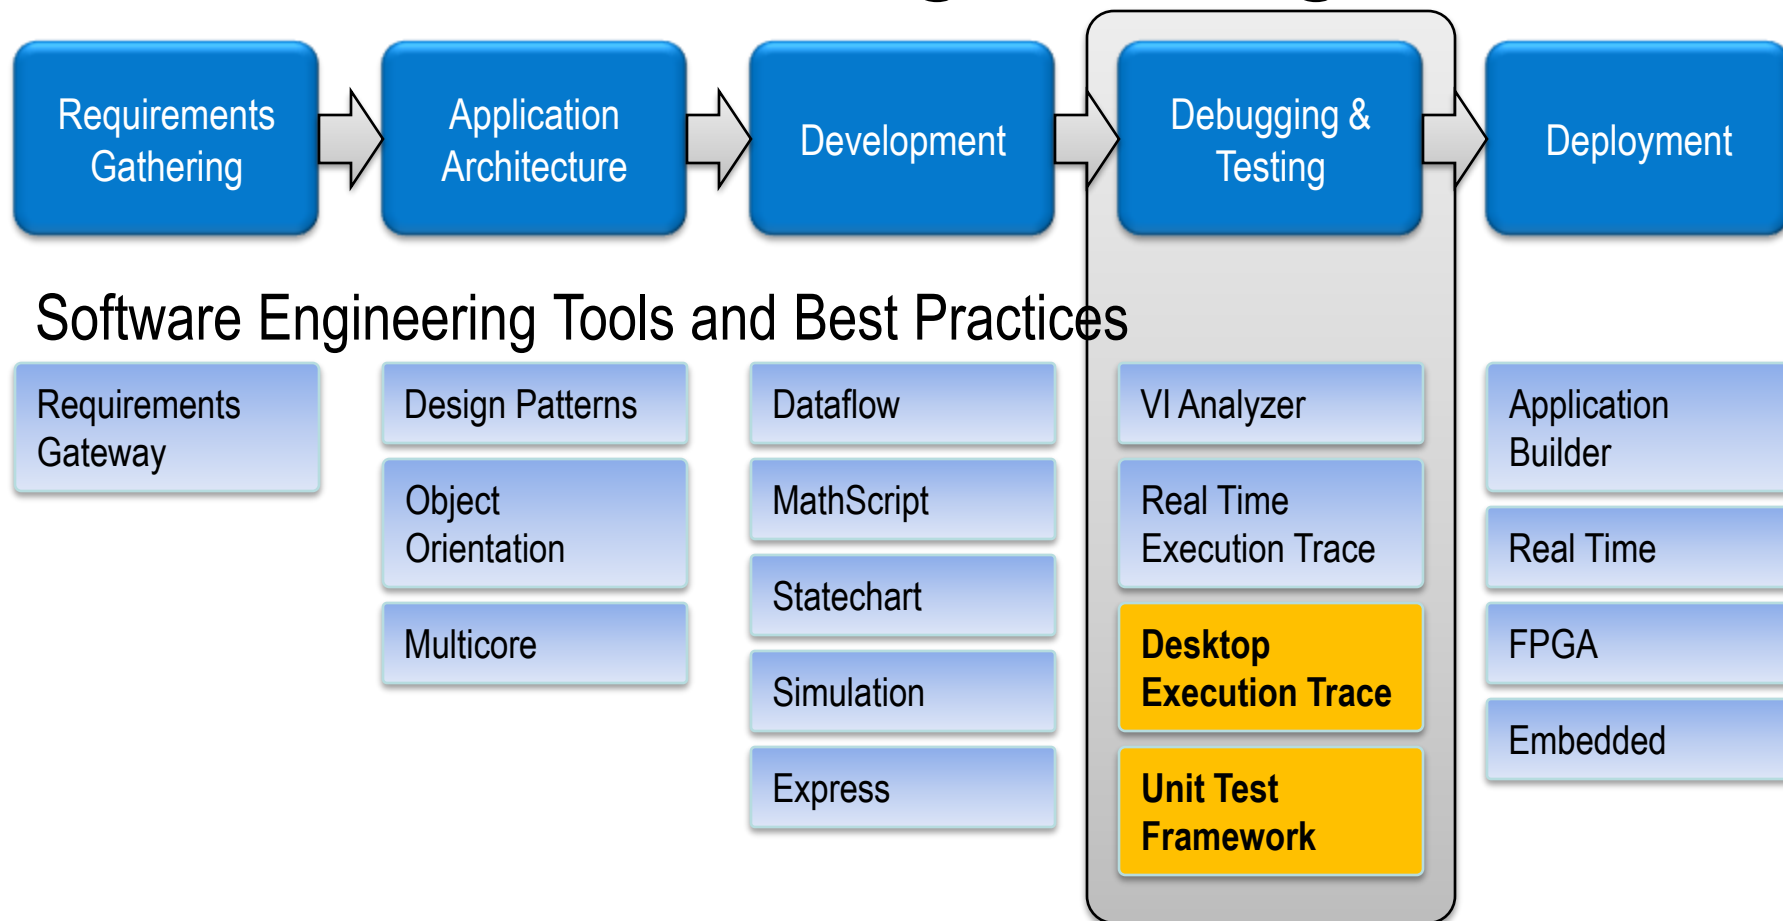 Requirements
Gathering
Application
Architecture
Development
Debugging &
Testing
Deployment
Software Engineering Tools and Best Practices
Requirements
Gateway
Design Patterns
Object
Orientation
Multicore
Dataflow
MathScript
Statechart
Simulation
Express
VI Analyzer
Real Time
Execution Trace
Desktop
Execution Trace
Unit Test
Framework
Application
Builder
Real Time
FPGA
Embedded